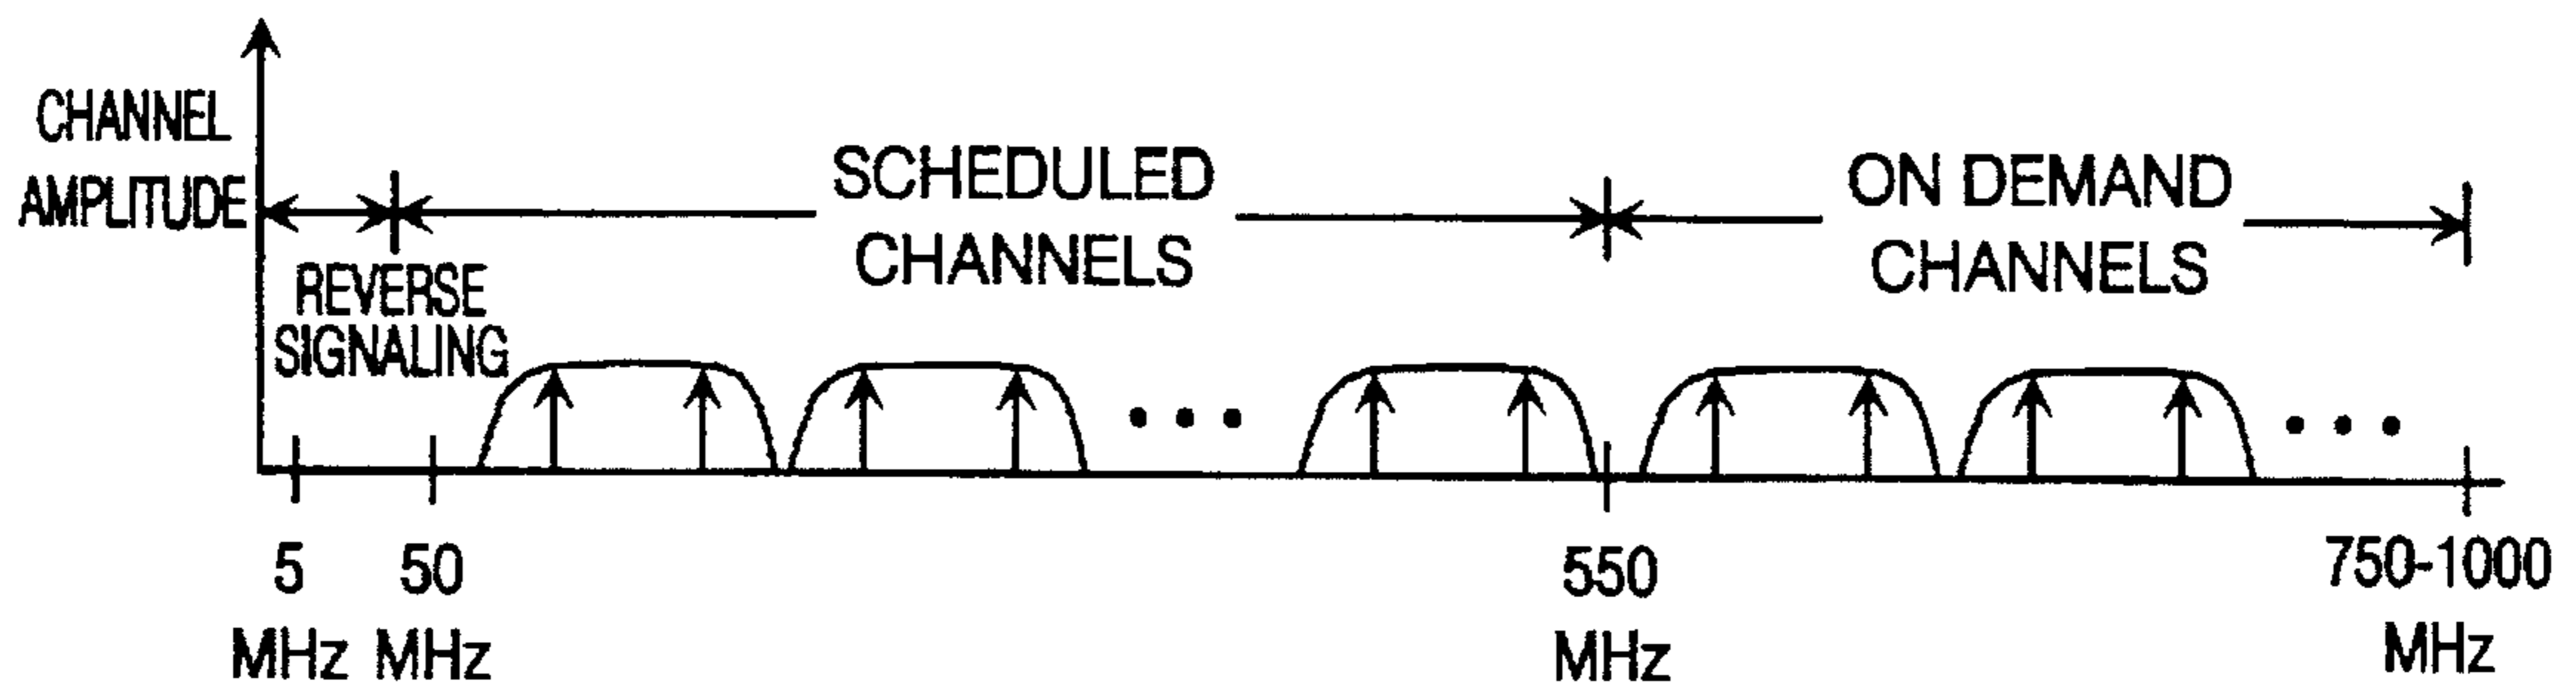 CHANNEL
AMPLITUDE
REVERSE
SIGNALING
SCHEDULED
CHANNELS
ON DEMAND
CHANNELS
5
MHz
50
MHz
550
MHz
750-1000
MHz